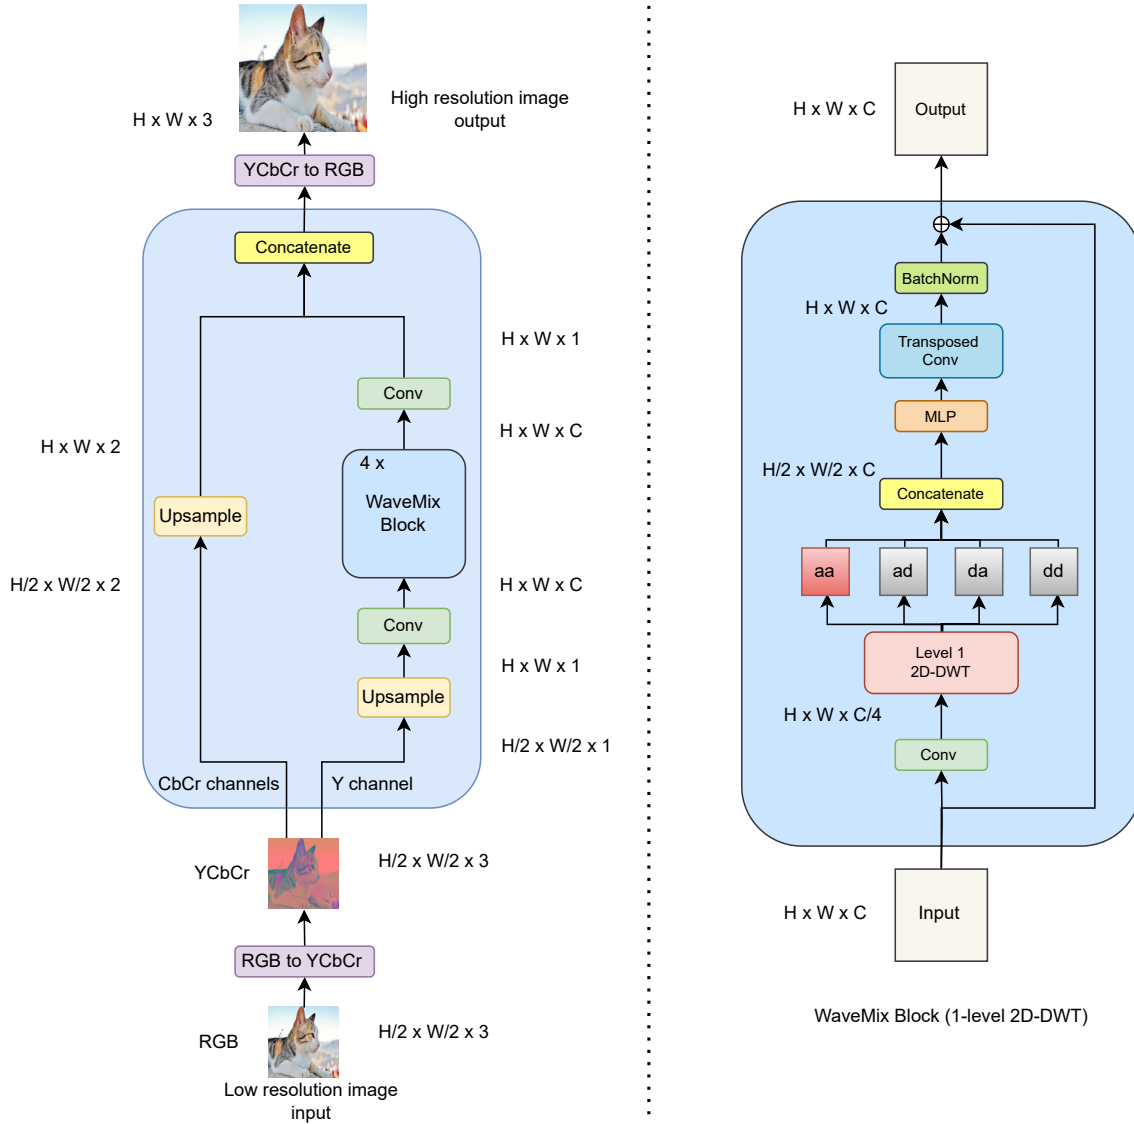 High resolution image
output
H x W x 3
YCbCr to RGB
Concatenate
H x W x 1
Conv
H x W x C
H x W x 2
4 x
WaveMix
Block
Upsample
H/2 x W/2 x 2
H x W x C
Conv
H x W x 1
Upsample
H/2 x W/2 x 1
CbCr channels
Y channel
YCbCr
H/2 x W/2 x 3
RGB to YCbCr
RGB
H/2 x W/2 x 3
Low resolution image
input
H x W x C
Output
BatchNorm
H x W x C
Transposed
Conv
MLP
H/2 x W/2 x C
Concatenate
aa
ad
da
dd
Level 1
2D-DWT
H x W x C/4
Conv
H x W x C
Input
WaveMix Block (1-level 2D-DWT)